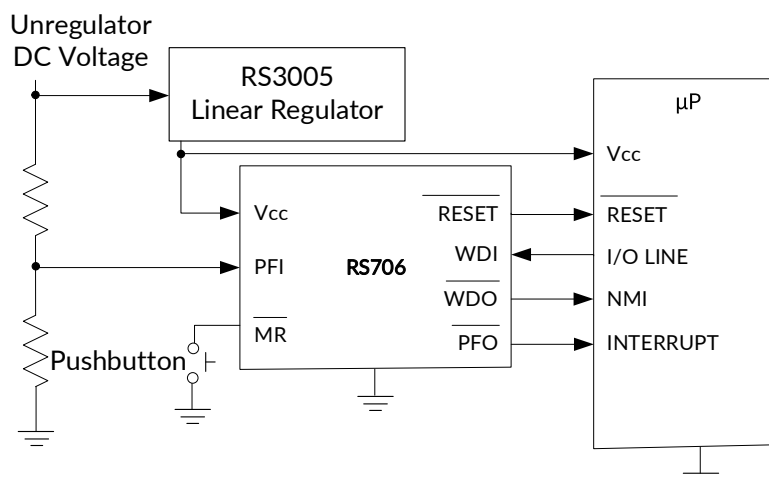 Unregulator
DC Voltage
RS3005
Linear Regulator
µP
Vcc
Vcc
RESET
RESET
PFI
RS706
WDI
I/O LINE
WDO
NMI
MR
PFO
INTERRUPT
Pushbutton